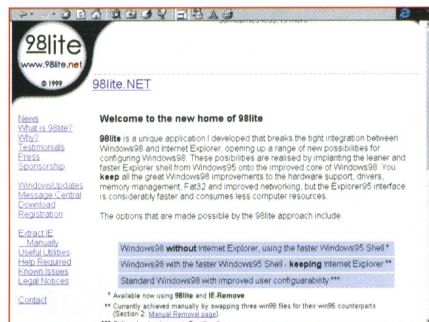 98lite
www.98lite.net
© 1999
98lite.NET
News
What is 98lite?
Why?
Testimonials
Press
Sponsorship
WindowsUpdates
Message Central
Download
Registration
Extract IE
Manually
Useful Utilities
Help Required
Known Issues
Legal Notices
Contact
Welcome to the new home of 98lite
98lite is a unique application I developed that breaks the tight integration between
Windows98 and Internet Explorer, opening up a range of new possibilities for
configuring Windows98. These posibilities are realised by implanting the leaner and
faster Explorer shell from Windows95 onto the improved core of Windows98. You
keep all the great Windows98 improvements to the hardware support, drivers,
memory management, Fat32 and improved networking, but the Explorer95 interface
is considerably faster and consumes less computer resources.
The options that are made possible by the 98lite approach include:
Windows98 without Internet Explorer, using the faster Windows95 Shell *
Windows98 with the faster Windows95 Shell - keeping Internet Explorer **
Standard Windows98 with improved user configurability ***
* Available now using 98lite and IE-Remove
** Currently achieved manually by swapping three win98 files for their win95 counterparts
(Section 2: Manual Removal page).